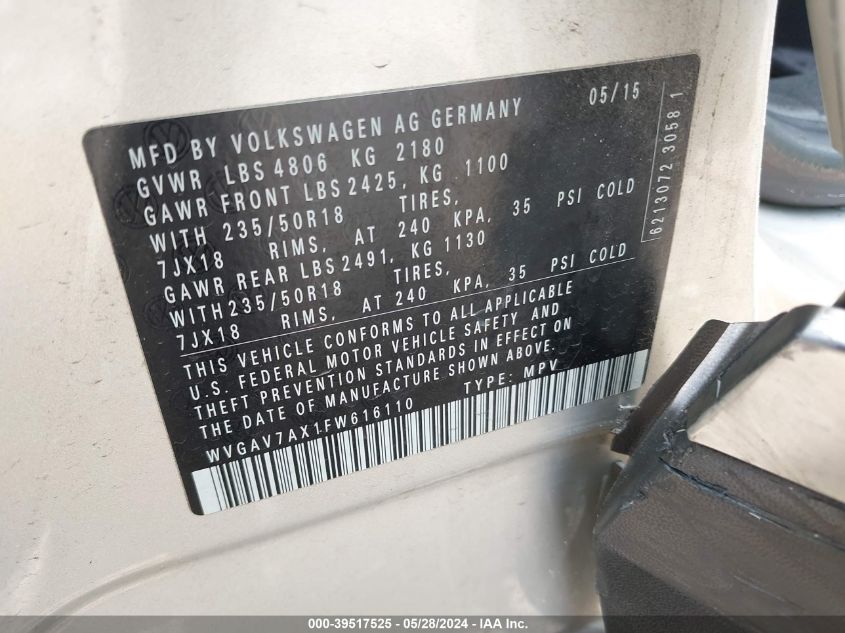 MFD BY VOLKSWAGEN AG GERMANY 05/15
GVWR LBS 4806 KG 2180
GAWR FRONT LBS 2425, KG 1100
WITH 235/50R18 TIRES,
7JX18 RIMS, AT 240 KPA, 35 PSI COLD
GAWR REAR LBS 2491, KG 1130
WITH 235/50R18 TIRES,
7JX18 RIMS, AT 240 KPA, 35 PSI COLD
THIS VEHICLE CONFORMS TO ALL APPLICABLE
U.S. FEDERAL MOTOR VEHICLE SAFETY AND
THEFT PREVENTION STANDARDS IN EFFECT ON
THE DATE OF MANUFACTURE SHOWN ABOVE.
WVGAV7AX1FW616110 TYPE: MPV
6213072 3058 1
000-39517525 - 05/28/2024 - IAA Inc.